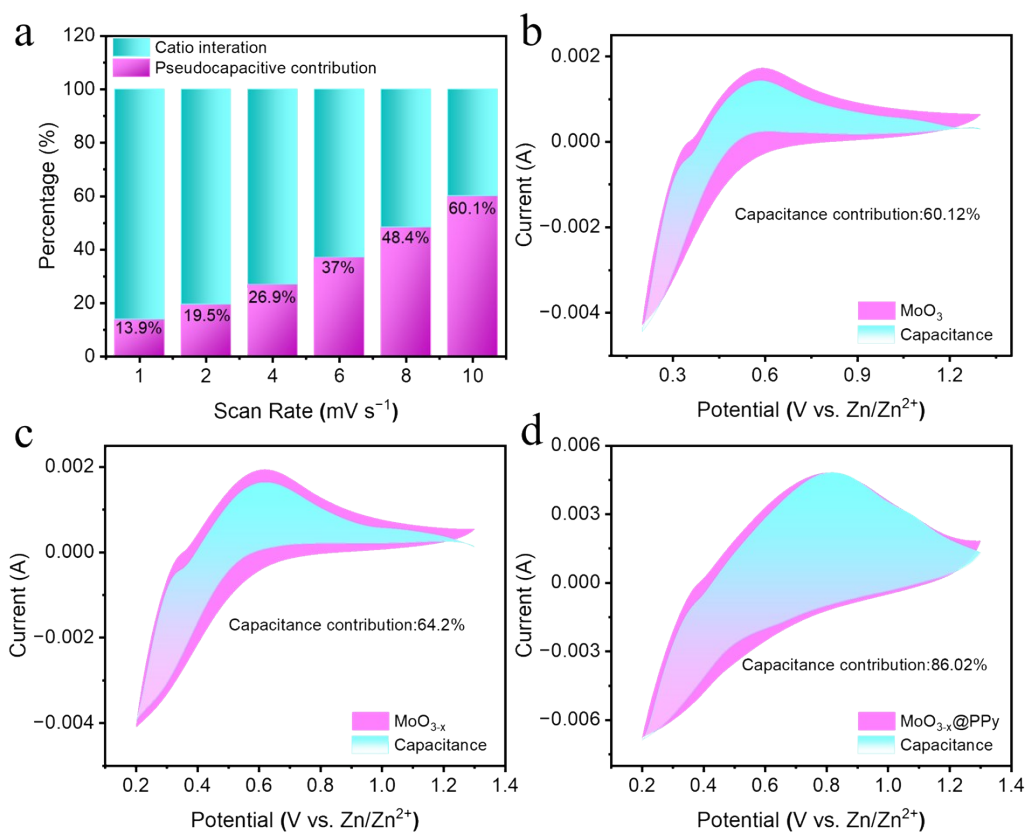 a
120
100
80
60
40
20
0
Percentage (%)
Catio interation
Pseudocapacitive contribution
13.9%
19.5%
26.9%
37%
48.4%
60.1%
1 2 4 6 8 10
Scan Rate (mV s⁻¹)
b
0.002
0.000
−0.002
−0.004
Current (A)
Capacitance contribution:60.12%
MoO₃
Capacitance
0.3 0.6 0.9 1.2
Potential (V vs. Zn/Zn²⁺)
c
0.002
0.000
−0.002
−0.004
Current (A)
Capacitance contribution:64.2%
MoO₃₋ₓ
Capacitance
0.2 0.4 0.6 0.8 1.0 1.2 1.4
Potential (V vs. Zn/Zn²⁺)
d
0.006
0.003
0.000
−0.003
−0.006
Current (A)
Capacitance contribution:86.02%
MoO₃₋ₓ@PPy
Capacitance
0.2 0.4 0.6 0.8 1.0 1.2 1.4
Potential (V vs. Zn/Zn²⁺)